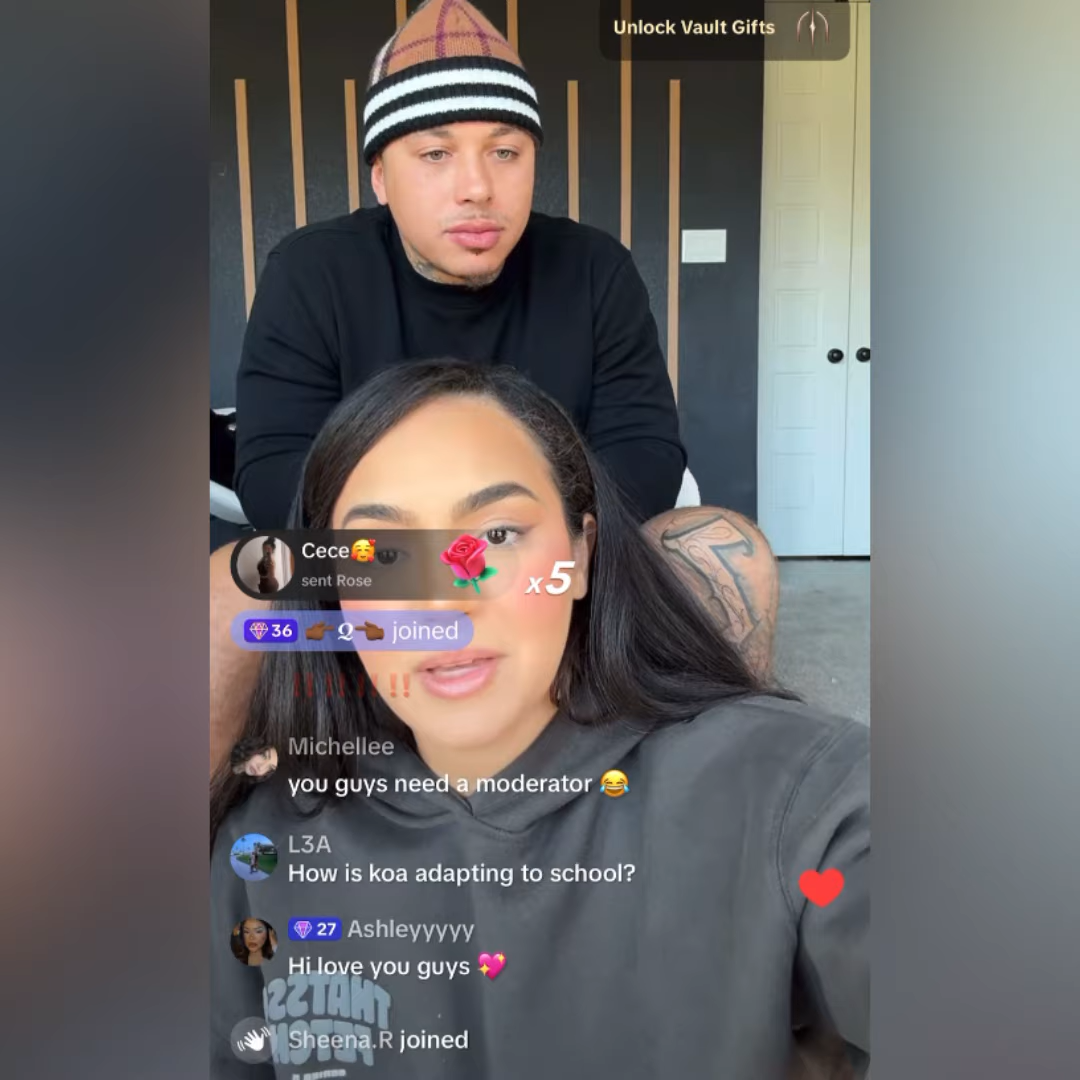 Unlock Vault Gifts
Cece🥰
sent Rose
x5
36 👉🏾 Q 👈🏾 joined
‼️‼️‼️‼️
Michellee
you guys need a moderator 😂
L3A
How is koa adapting to school?
27 Ashleyyyyy
Hi love you guys 💖
Sheena.R joined